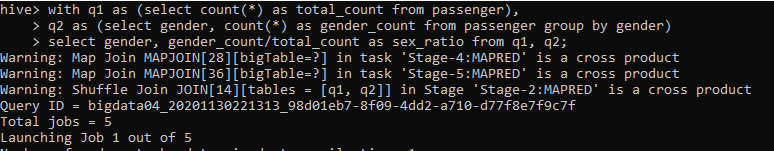 hive> with q1 as (select count(*) as total_count from passenger),
    > q2 as (select gender, count(*) as gender_count from passenger group by gender)
    > select gender, gender_count/total_count as sex_ratio from q1, q2;
Warning: Map Join MAPJOIN[28][bigTable=?] in task 'Stage-4:MAPRED' is a cross product
Warning: Map Join MAPJOIN[36][bigTable=?] in task 'Stage-5:MAPRED' is a cross product
Warning: Shuffle Join JOIN[14][tables = [q1, q2]] in Stage 'Stage-2:MAPRED' is a cross product
Query ID = bigdata04_20201130221313_98d01eb7-8f09-4dd2-a710-d77f8e7f9c7f
Total jobs = 5
Launching Job 1 out of 5